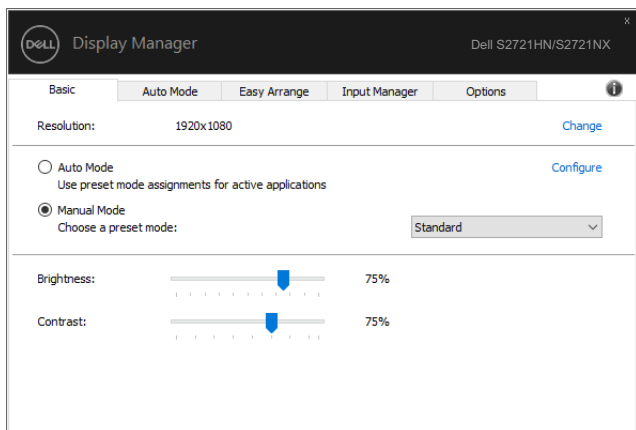 DELL Display Manager Dell S2721HN/S2721NX x
Basic Auto Mode Easy Arrange Input Manager Options i
Resolution: 1920x1080 Change
Auto Mode Configure
Use preset mode assignments for active applications
Manual Mode
Choose a preset mode: Standard
Brightness: 75%
Contrast: 75%